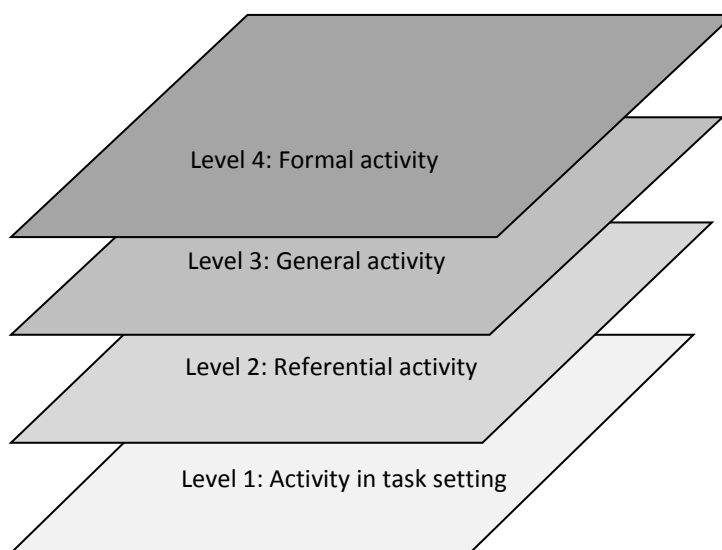 Level 4: Formal activity
Level 3: General activity
Level 2: Referential activity
Level 1: Activity in task setting